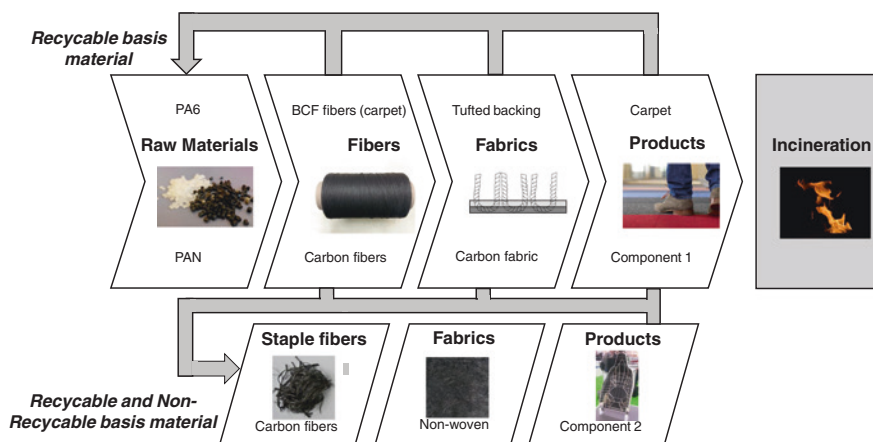 Recycable basis
material
PA6
BCF fibers (carpet)
Tufted backing
Carpet
Raw Materials
Fibers
Fabrics
Products
Incineration
PAN
Carbon fibers
Carbon fabric
Component 1
Staple fibers
Fabrics
Products
Recycable and Non-
Recycable basis material
Carbon fibers
Non-woven
Component 2